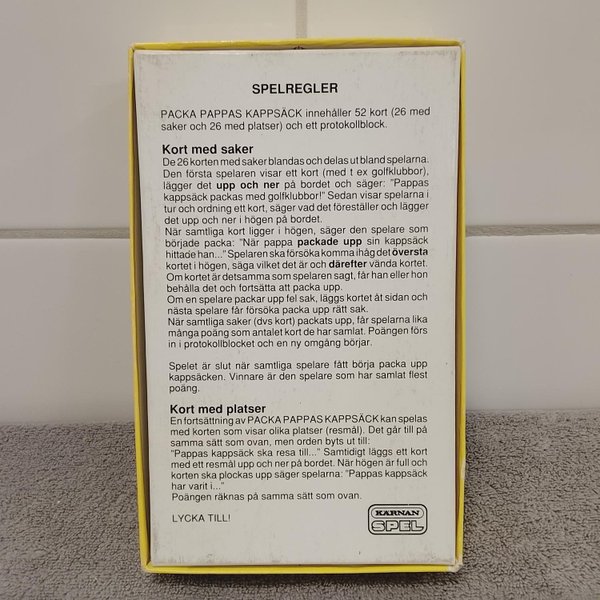 SPELREGLER
PACKA PAPPAS KAPPSÄCK innehåller 52 kort (26 med
saker och 26 med platser) och ett protokollblock.
Kort med saker
De 26 korten med saker blandas och delas ut bland spelarna.
Den första spelaren visar ett kort (med t ex golfklubbor),
lägger det upp och ner på bordet och säger: "Pappas
kappsäck packas med golfklubbor!" Sedan visar spelarna i
tur och ordning ett kort, säger vad det föreställer och lägger
det upp och ner i högen på bordet.
När samtliga kort ligger i högen, säger den spelare som
började packa: "När pappa packade upp sin kappsäck
hittade han..." Spelaren ska försöka komma ihåg det översta
kortet i högen, säga vilket det är och därefter vända kortet.
Om kortet är detsamma som spelaren sagt, får han eller hon
behålla det och fortsätta att packa upp.
Om en spelare packar upp fel sak, läggs kortet åt sidan och
nästa spelare får försöka packa upp rätt sak.
När samtliga saker (dvs kort) packats upp, får spelarna lika
många poäng som antalet kort de har samlat. Poängen förs
in i protokollblocket och en ny omgång börjar.
Spelet är slut när samtliga spelare fått börja packa upp
kappsäcken. Vinnare är den spelare som har samlat flest
poäng.
Kort med platser
En fortsättning av PACKA PAPPAS KAPPSÄCK kan spelas
med korten som visar olika platser (resmål). Det går till på
samma sätt som ovan, men orden byts ut till:
"Pappas kappsäck ska resa till..." Samtidigt läggs ett kort
med ett resmål upp och ner på bordet. När högen är full och
korten ska plockas upp säger spelarna: "Pappas kappsäck
har varit i..."
Poängen räknas på samma sätt som ovan.
LYCKA TILL!
KÄRNAN
SPEL